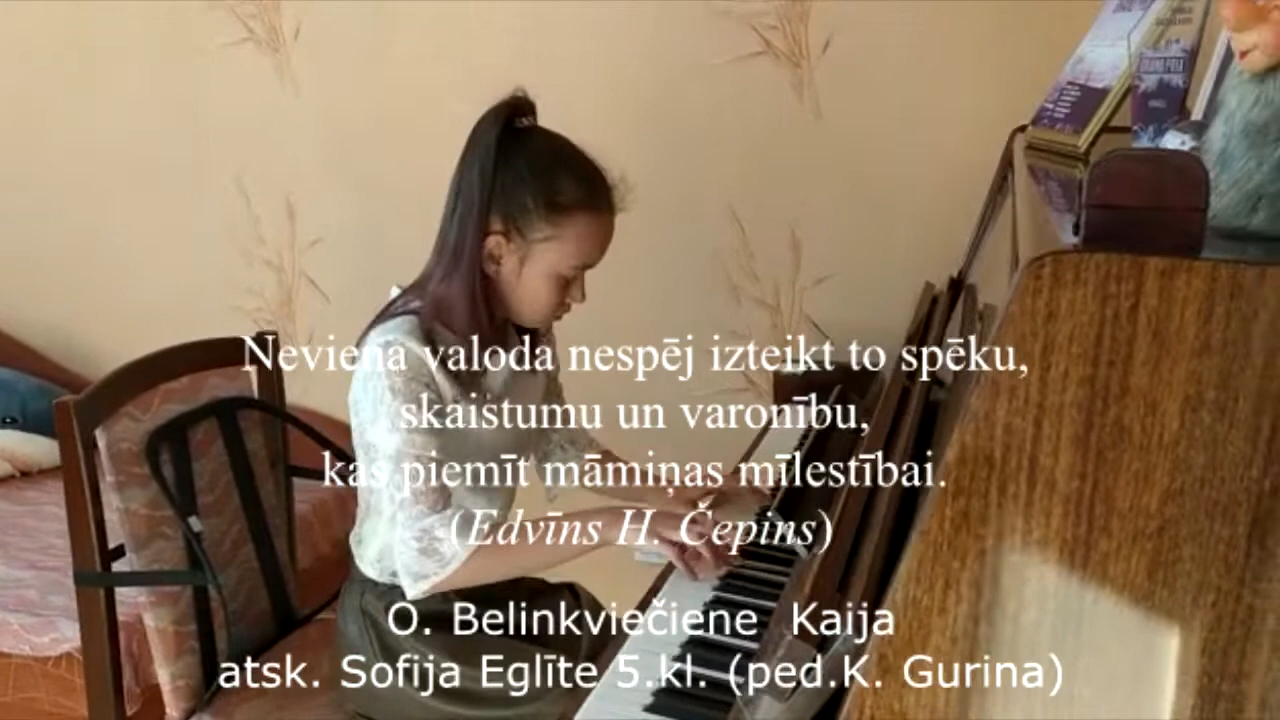 Neviena valoda nespēj izteikt to spēku,
skaistumu un varonību,
kas piemīt māmiņas mīlestībai.
(Edvīns H. Čepins)
O. Belinkviečiene Kaija
atsk. Sofija Eglīte 5.kl. (ped.K. Gurina)